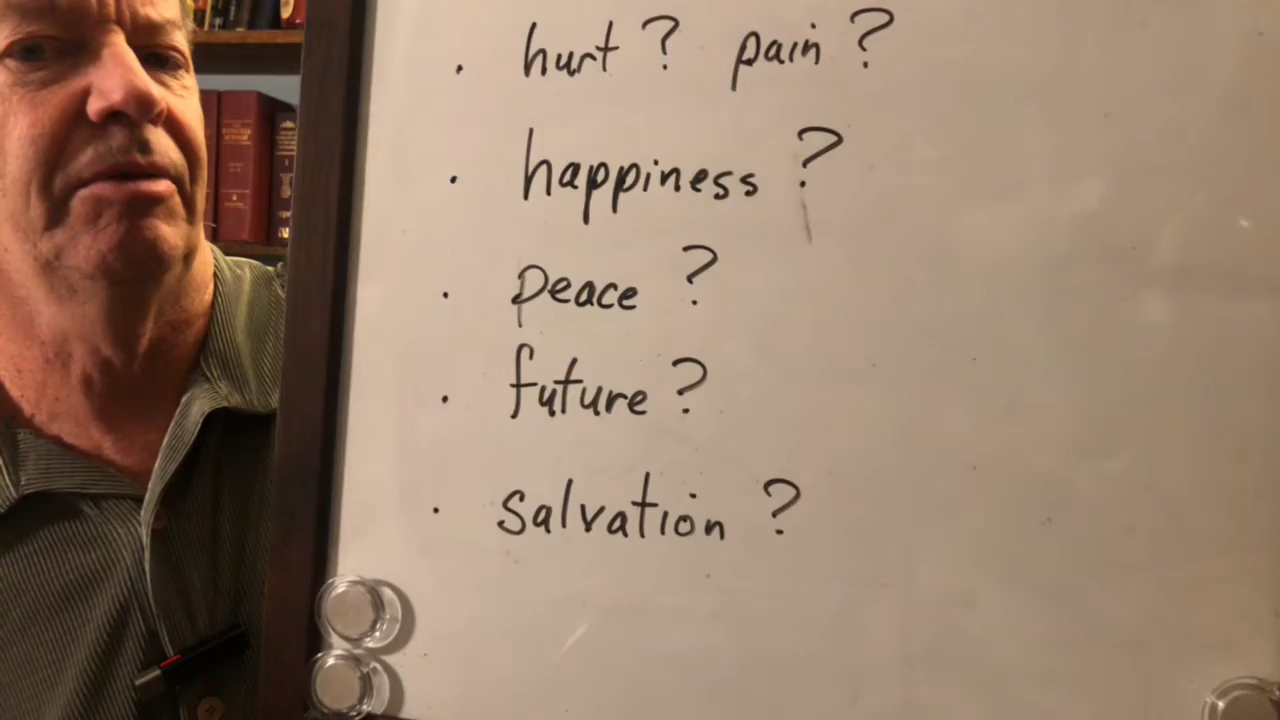 · hurt ? pain ?
· happiness ?
· peace ?
· future ?
· salvation ?